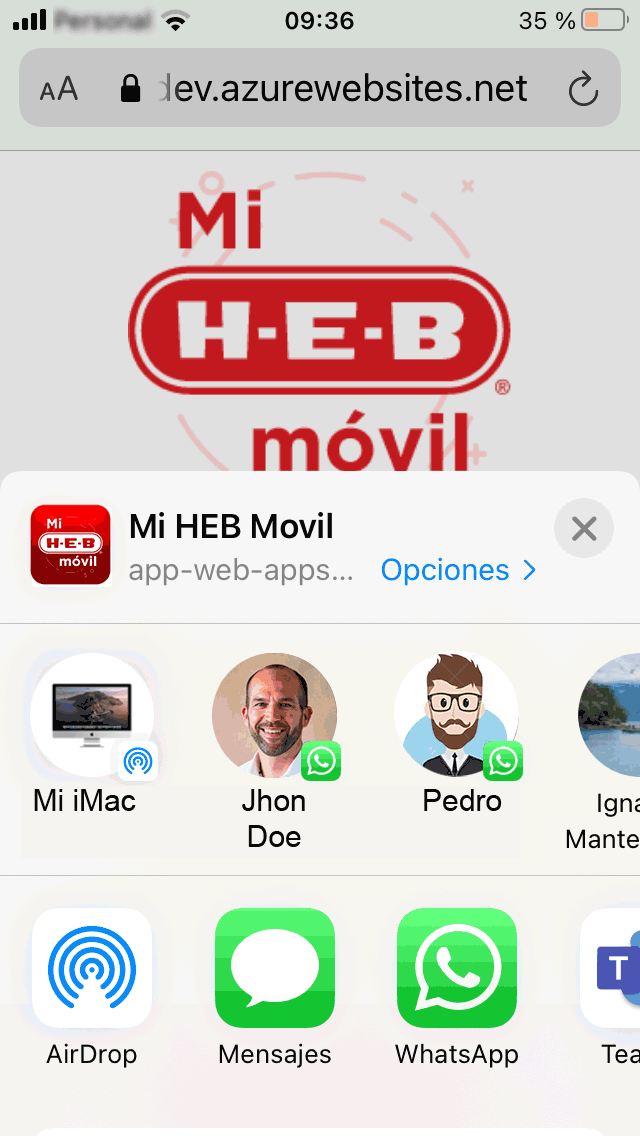 09:36
35 %
AA
dev.azurewebsites.net
Mi
H-E-B
®
móvil
Mi
H-E-B
móvil
Mi HEB Movil
app-web-apps...
Opciones
Mi iMac
Jhon
Doe
Pedro
Igna
Mante
AirDrop
Mensajes
WhatsApp
T
Tea